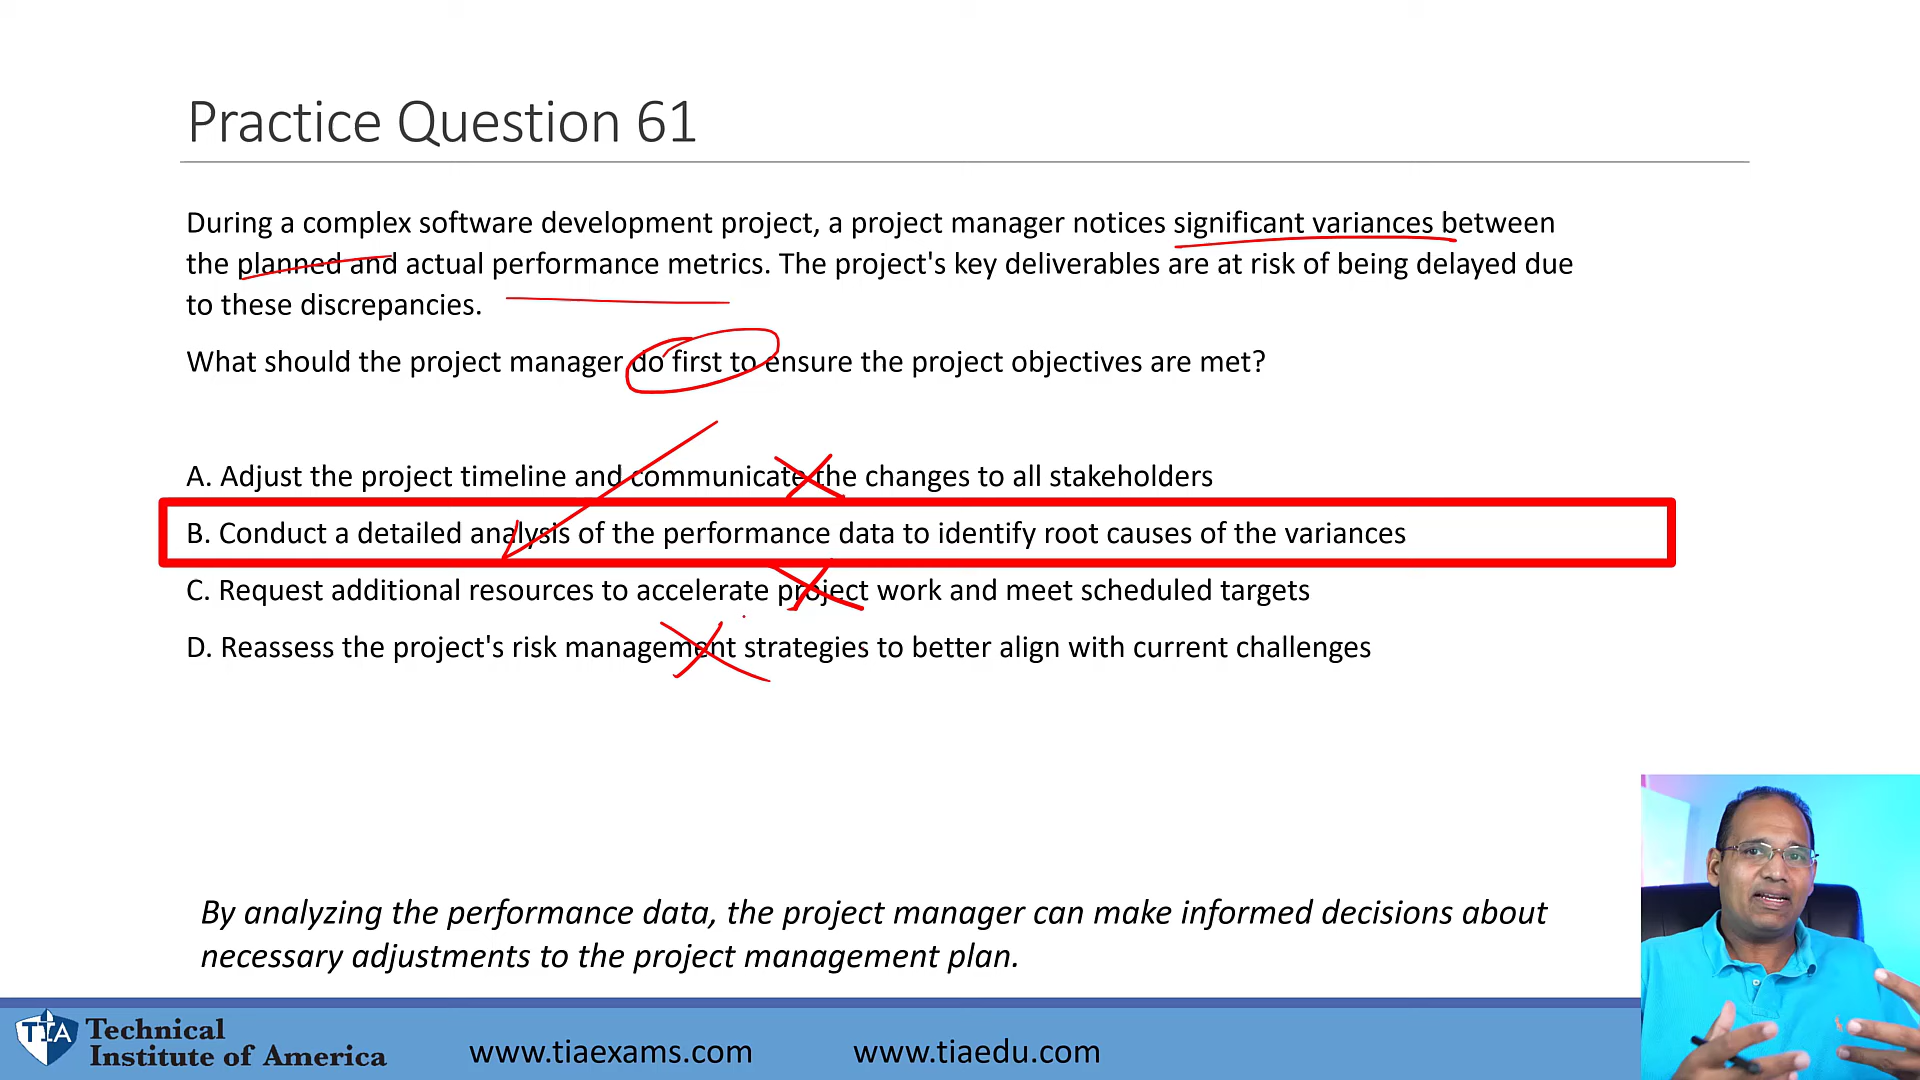 Practice Question 61
During a complex software development project, a project manager notices significant variances between
the planned and actual performance metrics. The project's key deliverables are at risk of being delayed due
to these discrepancies.
What should the project manager do first to ensure the project objectives are met?
A. Adjust the project timeline and communicate the changes to all stakeholders
B. Conduct a detailed analysis of the performance data to identify root causes of the variances
C. Request additional resources to accelerate project work and meet scheduled targets
D. Reassess the project's risk management strategies to better align with current challenges
By analyzing the performance data, the project manager can make informed decisions about
necessary adjustments to the project management plan.
TIA
Technical
Institute of America
www.tiaexams.com
www.tiaedu.com